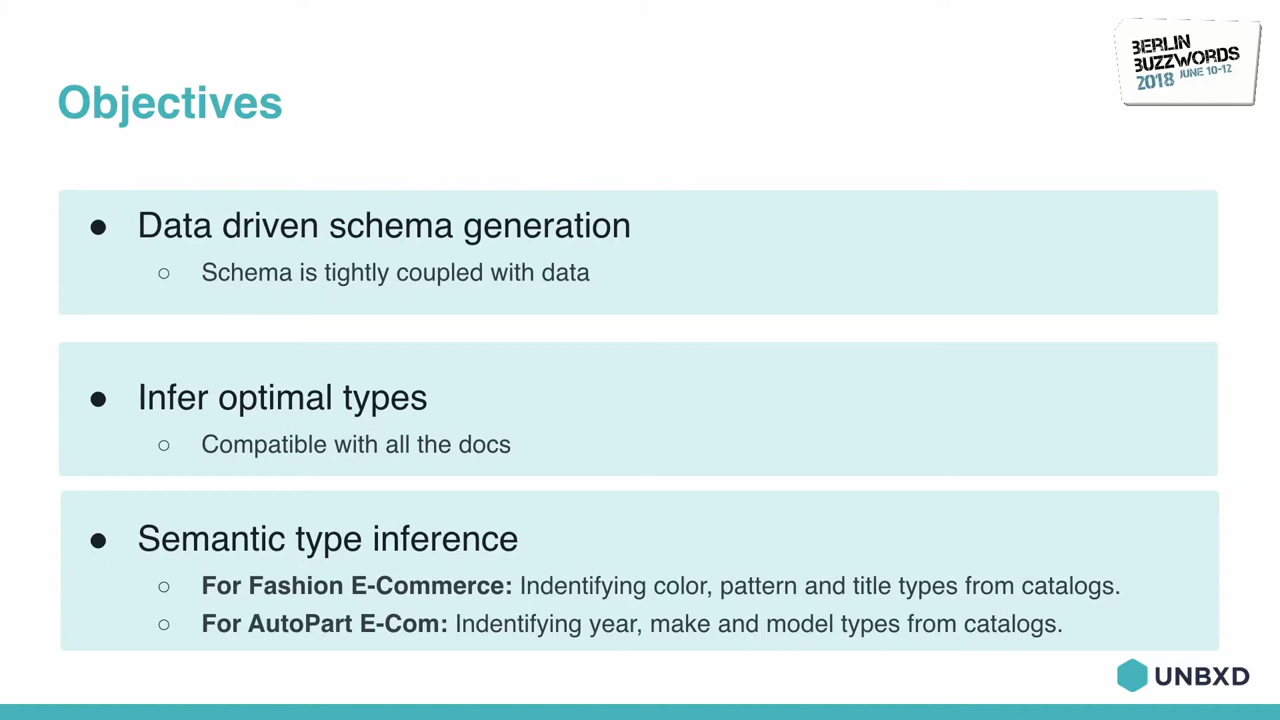 BERLIN
BUZZWORDS
2018 JUNE 10-12
Objectives
● Data driven schema generation
○ Schema is tightly coupled with data
● Infer optimal types
○ Compatible with all the docs
● Semantic type inference
○ For Fashion E-Commerce: Indentifying color, pattern and title types from catalogs.
○ For AutoPart E-Com: Indentifying year, make and model types from catalogs.
UNBXD